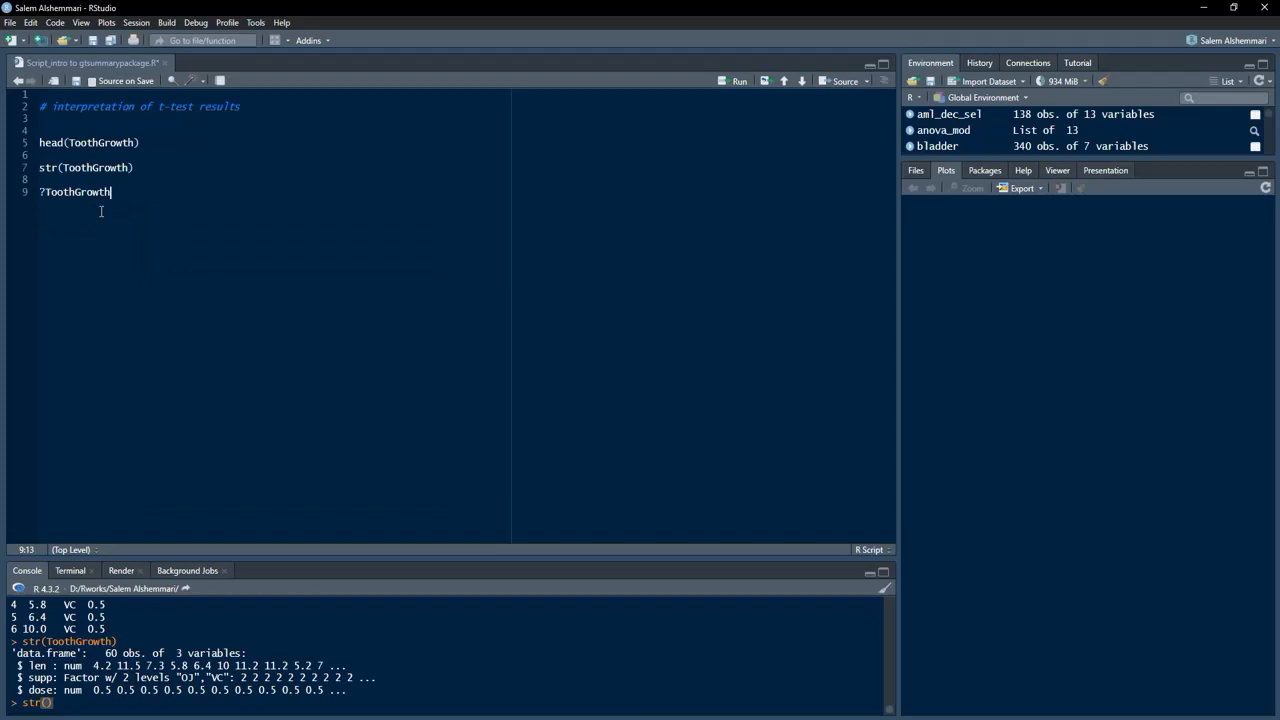 Salem Alshemmari - RStudio
File Edit Code View Plots Session Build Debug Profile Tools Help
Go to file/function Addins Salem Alshemmari
Script_intro to gtsummarypackage.R*
Source on Save Run Source
1
2 # interpretation of t-test results
3
4
5 head(ToothGrowth)
6
7 str(ToothGrowth)
8
9 ?ToothGrowth
9:13 (Top Level) R Script
Console Terminal Render Background Jobs
R 4.3.2 · D:/Rworks/Salem Alshemmari/
4 5.8 VC 0.5
5 6.4 VC 0.5
6 10.0 VC 0.5
> str(ToothGrowth)
'data.frame': 60 obs. of 3 variables:
$ len : num 4.2 11.5 7.3 5.8 6.4 10 11.2 11.2 5.2 7 ...
$ supp: Factor w/ 2 levels "OJ","VC": 2 2 2 2 2 2 2 2 2 2 ...
$ dose: num 0.5 0.5 0.5 0.5 0.5 0.5 0.5 0.5 0.5 0.5 ...
> str()
Environment History Connections Tutorial
Import Dataset 934 MiB List
R Global Environment
aml_dec_sel 138 obs. of 13 variables
anova_mod List of 13
bladder 340 obs. of 7 variables
Files Plots Packages Help Viewer Presentation
Zoom Export